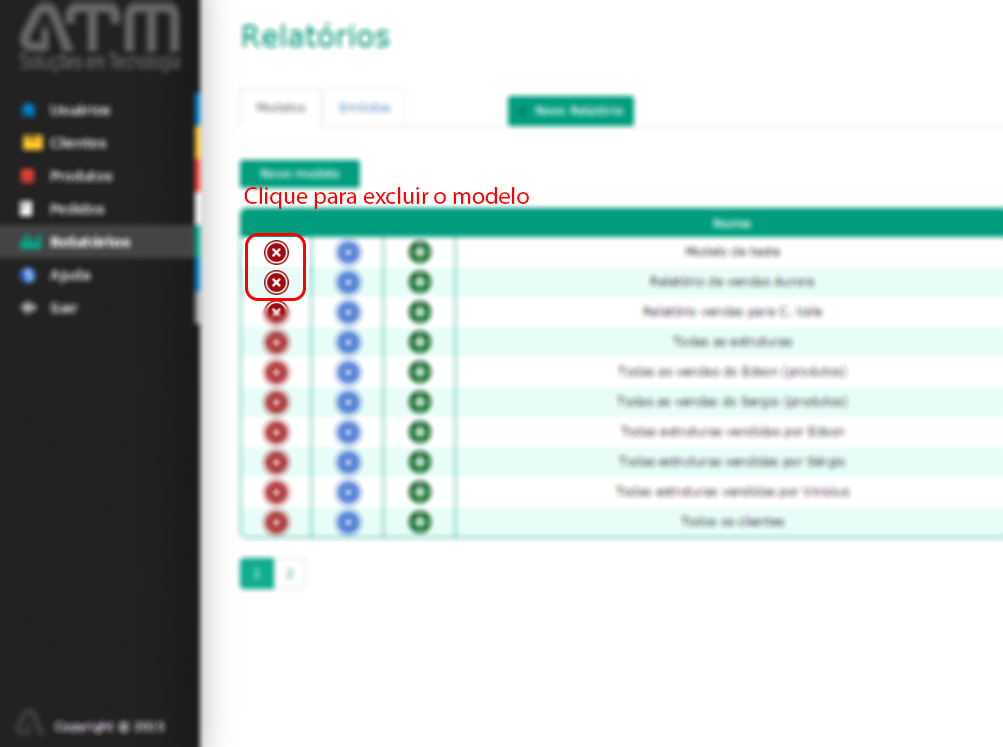 ATM
Soluções em Tecnologia
Usuários
Clientes
Produtos
Pedidos
Relatórios
Ajuda
Sair
Copyright © 2015
Relatórios
Modelos
Emitidos
Novo Relatório
Novo modelo
Clique para excluir o modelo
Nome
Modelo de teste
Relatório de vendas Aurora
Relatório vendas para C. Vale
Todas as estruturas
Todas as vendas do Edson (produtos)
Todas as vendas do Sergio (produtos)
Todas estruturas vendidas por Edson
Todas estruturas vendidas por Sérgio
Todas estruturas vendidas por Vinicius
Todos os clientes
1
2